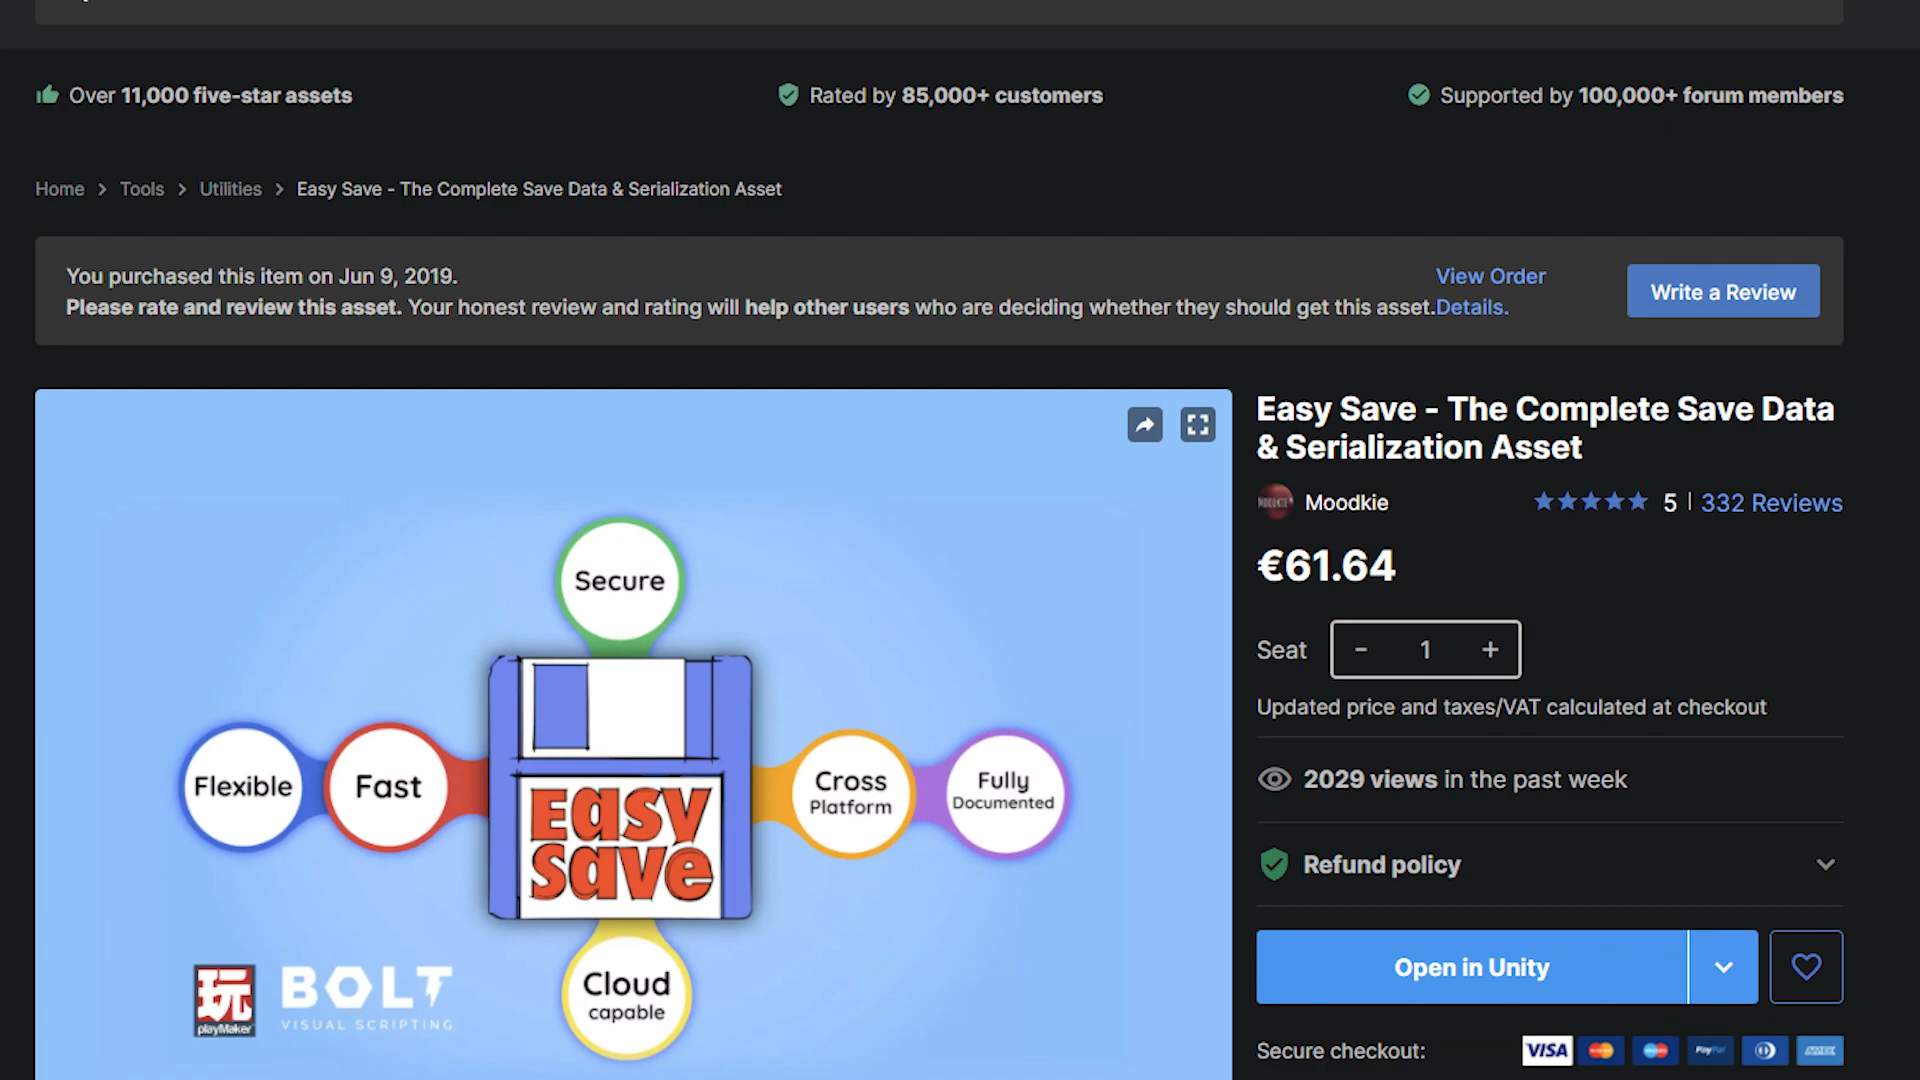 Over 11,000 five-star assets
Rated by 85,000+ customers
Supported by 100,000+ forum members
Home > Tools > Utilities > Easy Save - The Complete Save Data & Serialization Asset
You purchased this item on Jun 9, 2019.
Please rate and review this asset. Your honest review and rating will help other users who are deciding whether they should get this asset.
View Order
Details.
Write a Review
Secure
Flexible
Fast
Easy
Save
Cross
Platform
Fully
Documented
Cloud
capable
玩
playMaker
BOLT
VISUAL SCRIPTING
Easy Save - The Complete Save Data
& Serialization Asset
Moodkie
5 | 332 Reviews
€61.64
Seat - 1 +
Updated price and taxes/VAT calculated at checkout
2029 views in the past week
Refund policy
Open in Unity
Secure checkout:
VISA
PayPal
AMEX